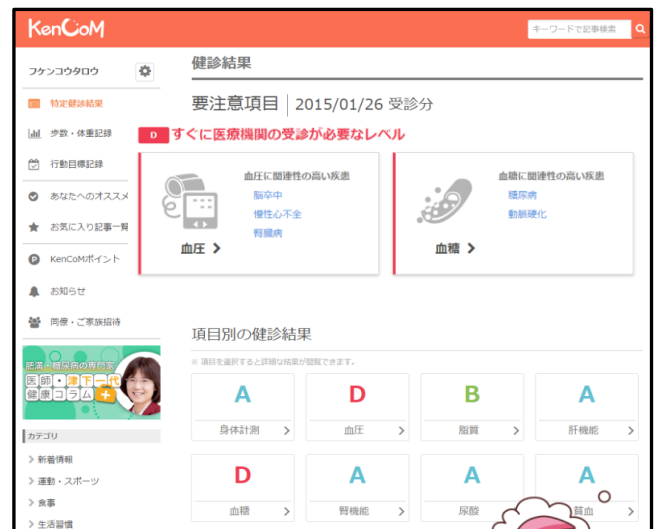 KenCoM
キーワードで記事検索
フケンコウタロウ
特定健診結果
歩数・体重記録
行動目標記録
あなたへのオススメ
お気に入り記事一覧
KenCoMポイント
お知らせ
同僚・ご家族招待
肥満・糖尿病の専門家
医師・津下一代
健康コラム+
カテゴリ
> 新着情報
> 運動・スポーツ
> 食事
> 生活習慣
健診結果
要注意項目 | 2015/01/26 受診分
D すぐに医療機関の受診が必要なレベル
血圧に関連性の高い疾患
脳卒中
慢性心不全
腎臓病
血圧 >
血糖に関連性の高い疾患
糖尿病
動脈硬化
血糖 >
項目別の健診結果
※ 項目を選択すると詳細な結果が閲覧できます。
A D B A
身体計測 > 血圧 > 脂質 > 肝機能 >
D A A A
血糖 > 腎機能 > 尿酸 > 貧血 >